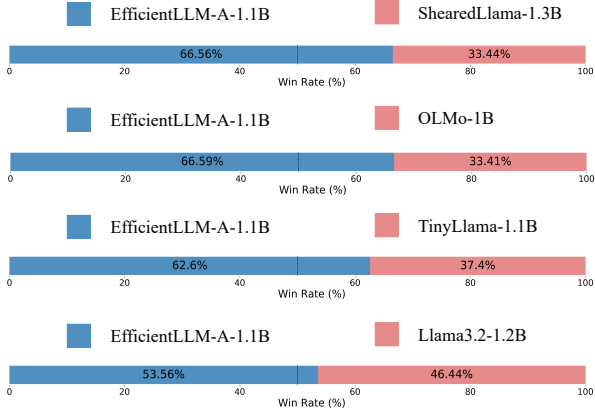 EfficientLLM-A-1.1B SharedLlama-1.3B
66.56% 33.44%
0 20 40 60 80 100
Win Rate (%)
EfficientLLM-A-1.1B OLMo-1B
66.59% 33.41%
0 20 40 60 80 100
Win Rate (%)
EfficientLLM-A-1.1B TinyLlama-1.1B
62.6% 37.4%
0 20 40 60 80 100
Win Rate (%)
EfficientLLM-A-1.1B Llama3.2-1.2B
53.56% 46.44%
0 20 40 60 80 100
Win Rate (%)